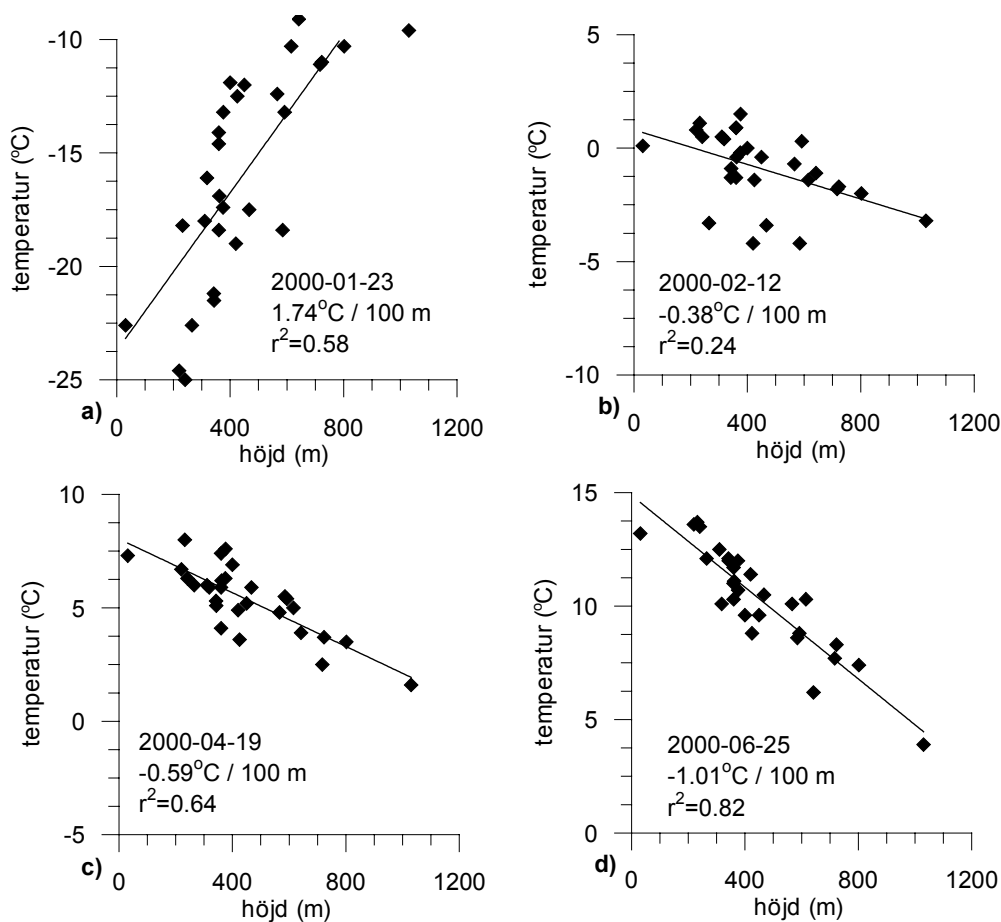 temperatur (°C)
-10
-15
-20
-25
2000-01-23
1.74°C / 100 m
r²=0.58
a)
0 400 800 1200
höjd (m)
temperatur (°C)
5
0
-5
-10
2000-02-12
-0.38°C / 100 m
r²=0.24
b)
0 400 800 1200
höjd (m)
temperatur (°C)
10
5
0
-5
2000-04-19
-0.59°C / 100 m
r²=0.64
c)
0 400 800 1200
höjd (m)
temperatur (°C)
15
10
5
0
2000-06-25
-1.01°C / 100 m
r²=0.82
d)
0 400 800 1200
höjd (m)